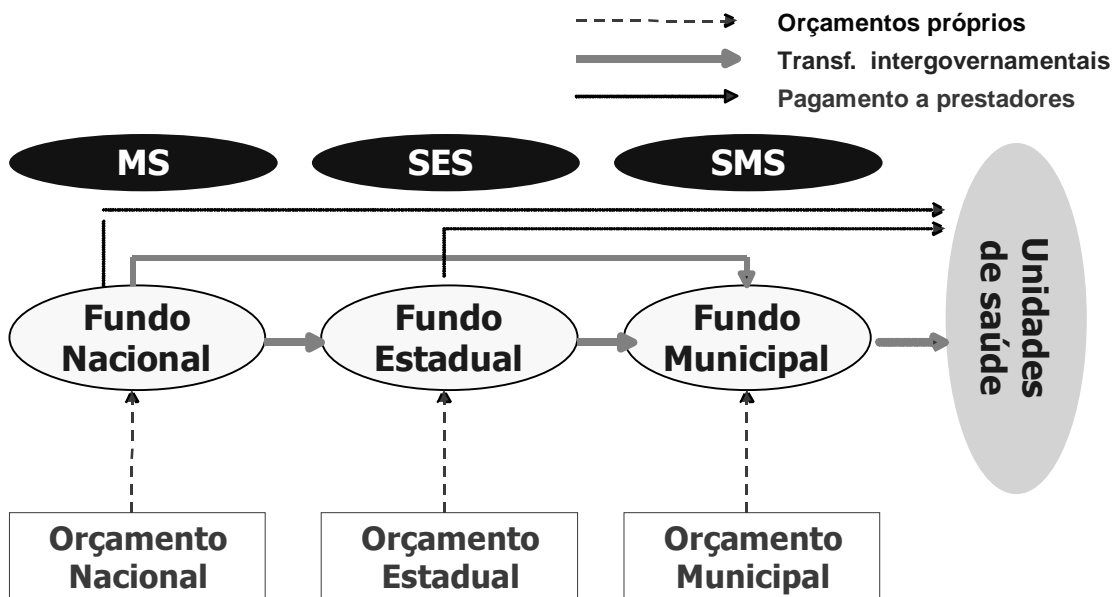 Orçamentos próprios
Transf. intergovernamentais
Pagamento a prestadores
MS
SES
SMS
Fundo
Nacional
Fundo
Estadual
Fundo
Municipal
Unidades
de saúde
Orçamento
Nacional
Orçamento
Estadual
Orçamento
Municipal